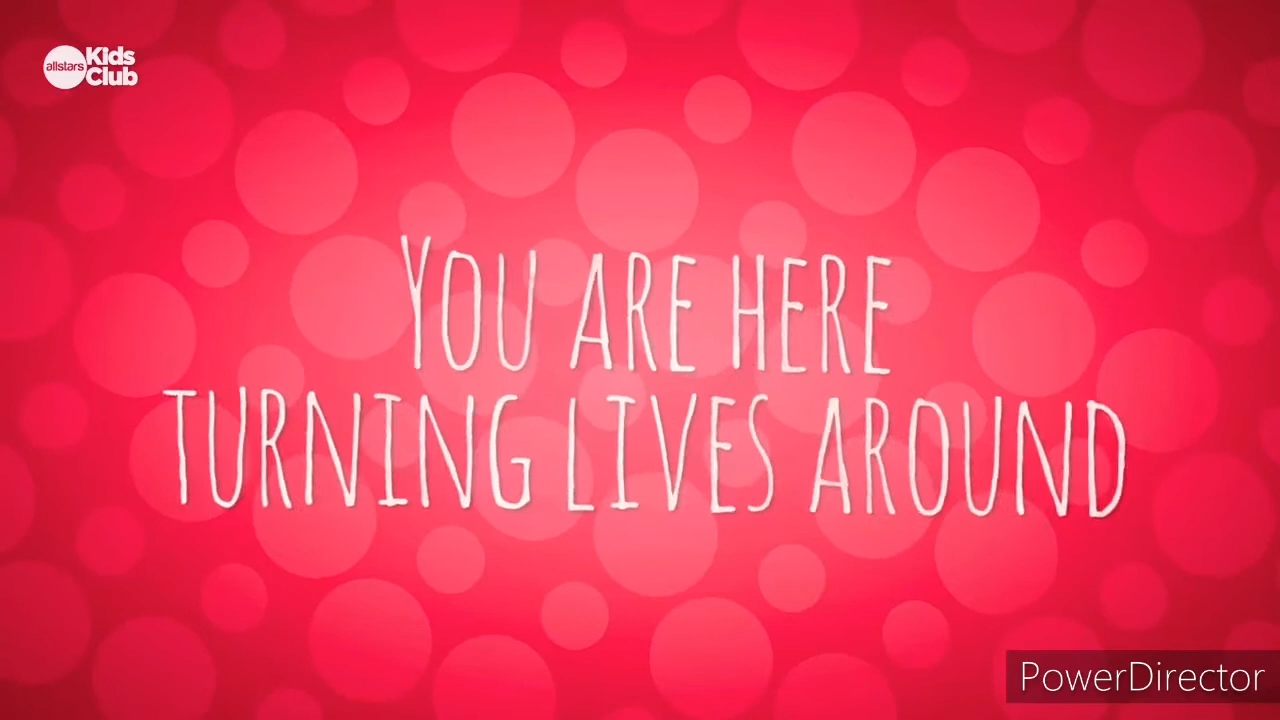 allstars
Kids
Club
You are here
turning lives around
PowerDirector